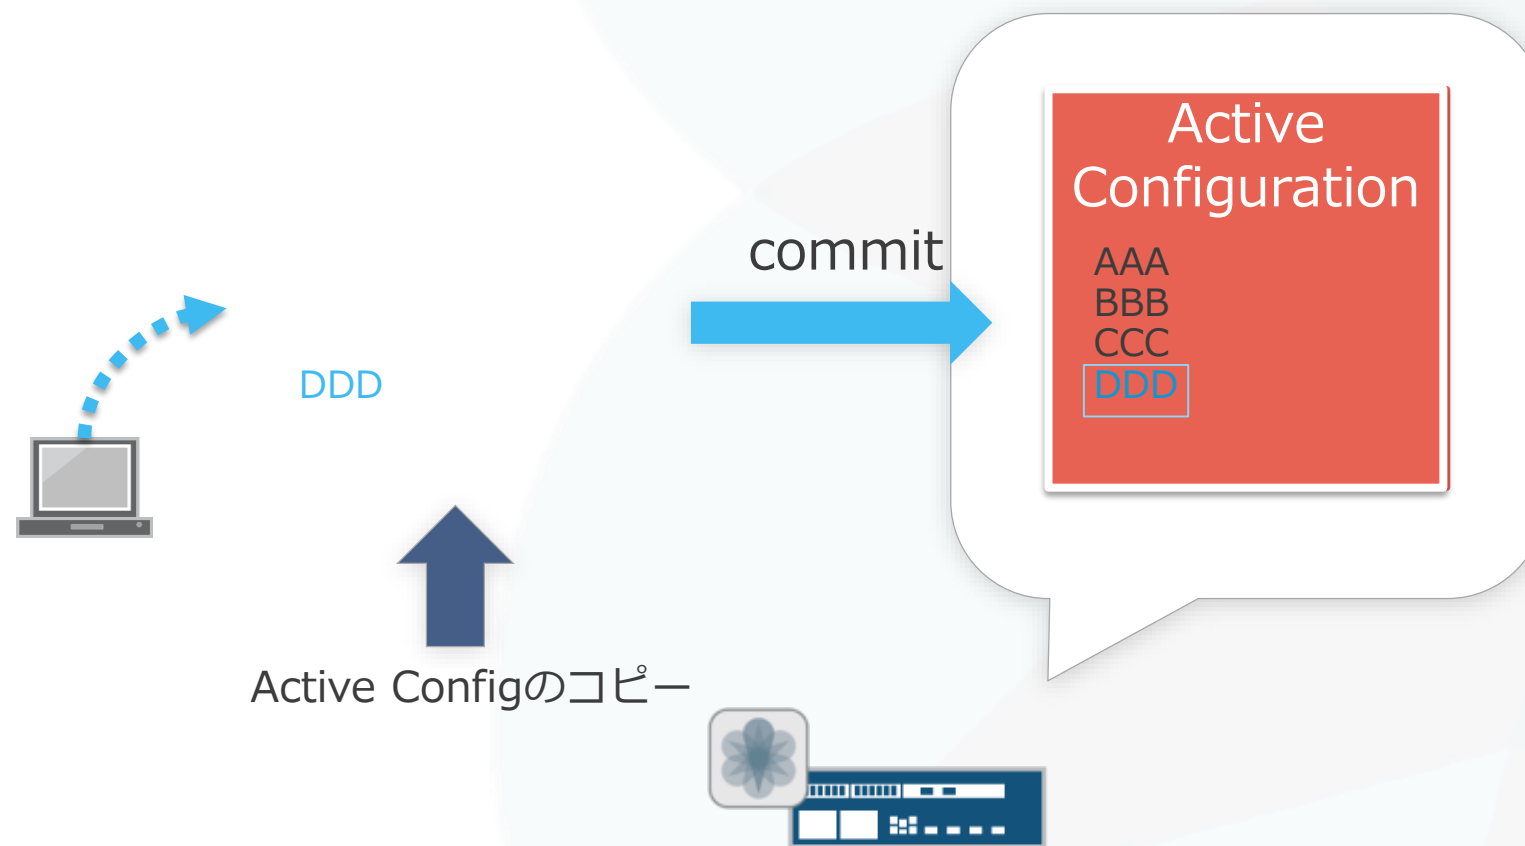 Active
Configuration
commit
AAA
BBB
CCC
DDD
DDD
Active Configのコピー